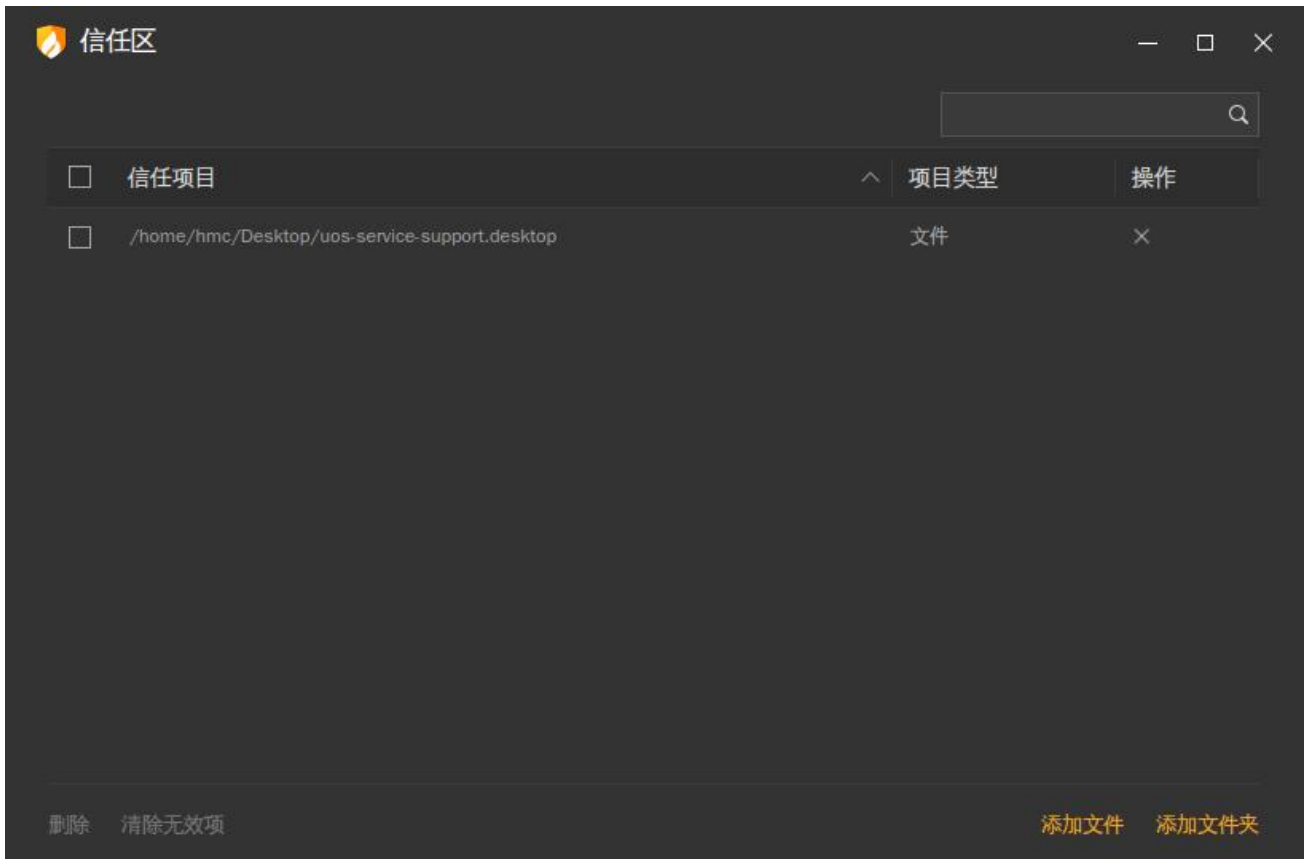 信任区
信任项目 项目类型 操作
/home/hmc/Desktop/uos-service-support.desktop 文件
删除 清除无效项 添加文件 添加文件夹